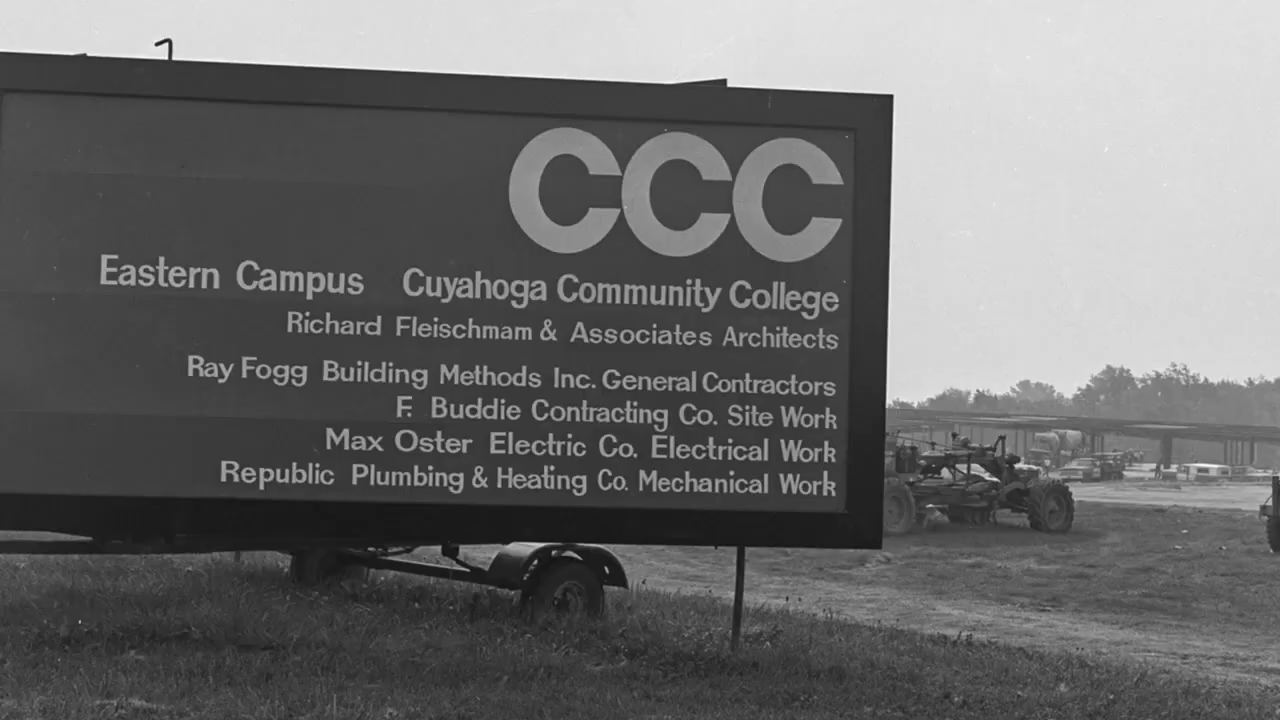 CCC
Eastern Campus Cuyahoga Community College
Richard Fleischmam & Associates Architects
Ray Fogg Building Methods Inc. General Contractors
F. Buddie Contracting Co. Site Work
Max Oster Electric Co. Electrical Work
Republic Plumbing & Heating Co. Mechanical Work